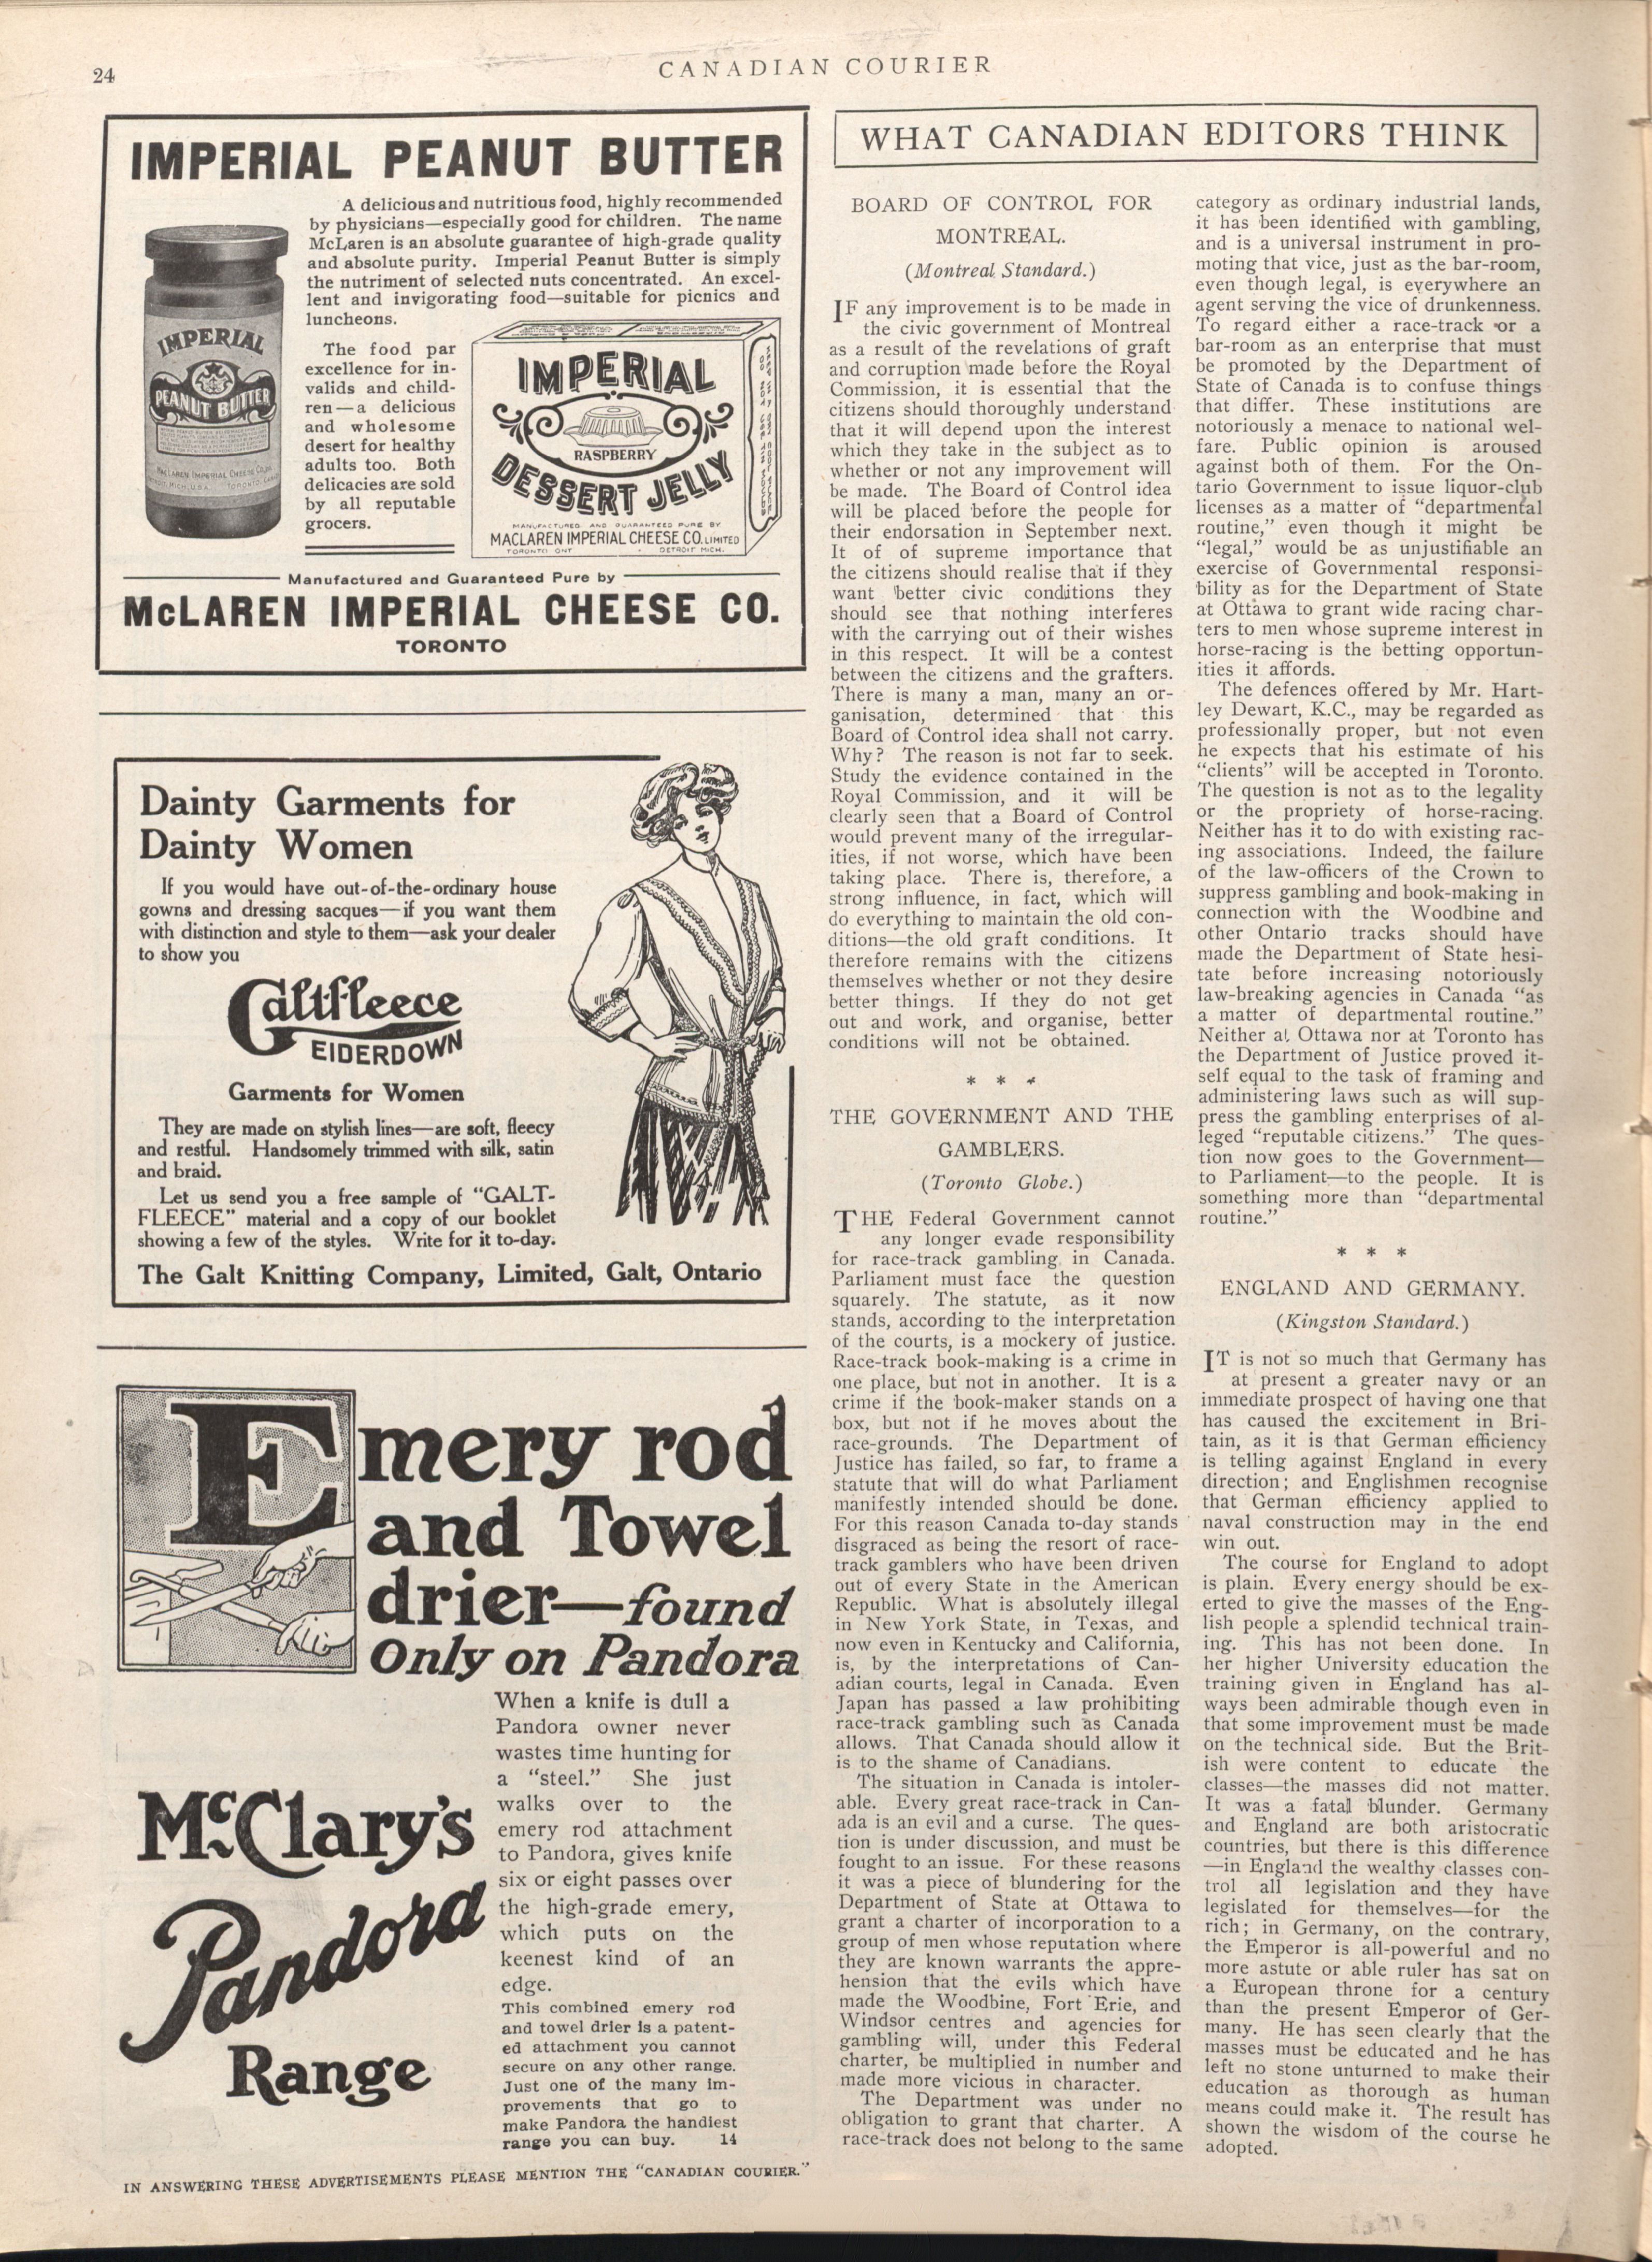 24
CANADIAN COURIER
IMPERIAL PEANUT BUTTER
A delicious and nutritious food, highly recommended
by physicians—especially good for children. The name
McLaren is an absolute guarantee of high-grade quality
and absolute purity. Imperial Peanut Butter is simply
the nutriment of selected nuts concentrated. An excel-
lent and invigorating food—suitable for picnics and
luncheons.
The food par
excellence for in-
valids and child-
ren—a delicious
and wholesome
desert for healthy
adults too. Both
delicacies are sold
by all reputable
grocers.
IMPERIAL
PEANUT BUTTER
MACLAREN IMPERIAL CHEESE CO.
IMPERIAL
RASPBERRY
DESSERT JELLY
MANUFACTURED AND GUARANTEED PURE BY
MACLAREN IMPERIAL CHEESE CO. LIMITED
TORONTO ONT DETROIT MICH.
Manufactured and Guaranteed Pure by
McLAREN IMPERIAL CHEESE CO.
TORONTO
Dainty Garments for
Dainty Women
If you would have out-of-the-ordinary house
gowns and dressing sacques—if you want them
with distinction and style to them—ask your dealer
to show you
Galtfleece
EIDERDOWN
Garments for Women
They are made on stylish lines—are soft, fleecy
and restful. Handsomely trimmed with silk, satin
and braid.
Let us send you a free sample of "GALT-
FLEECE" material and a copy of our booklet
showing a few of the styles. Write for it to-day.
The Galt Knitting Company, Limited, Galt, Ontario
Emery rod
and Towel
drier—found
Only on Pandora
When a knife is dull a
Pandora owner never
wastes time hunting for
a "steel." She just
walks over to the
emery rod attachment
to Pandora, gives knife
six or eight passes over
the high-grade emery,
which puts on the
keenest kind of an
edge.
This combined emery rod
and towel drier is a patent-
ed attachment you cannot
secure on any other range.
Just one of the many im-
provements that go to
make Pandora the handiest
range you can buy. 14
McClary's
Pandora
Range
IN ANSWERING THESE ADVERTISEMENTS PLEASE MENTION THE "CANADIAN COURIER."
WHAT CANADIAN EDITORS THINK
BOARD OF CONTROL FOR
MONTREAL.
(Montreal Standard.)
IF any improvement is to be made in
the civic government of Montreal
as a result of the revelations of graft
and corruption made before the Royal
Commission, it is essential that the
citizens should thoroughly understand
that it will depend upon the interest
which they take in the subject as to
whether or not any improvement will
be made. The Board of Control idea
will be placed before the people for
their endorsation in September next.
It of of supreme importance that
the citizens should realise that if they
want better civic conditions they
should see that nothing interferes
with the carrying out of their wishes
in this respect. It will be a contest
between the citizens and the grafters.
There is many a man, many an or-
ganisation, determined that this
Board of Control idea shall not carry.
Why? The reason is not far to seek.
Study the evidence contained in the
Royal Commission, and it will be
clearly seen that a Board of Control
would prevent many of the irregular-
ities, if not worse, which have been
taking place. There is, therefore, a
strong influence, in fact, which will
do everything to maintain the old con-
ditions—the old graft conditions. It
therefore remains with the citizens
themselves whether or not they desire
better things. If they do not get
out and work, and organise, better
conditions will not be obtained.
* * *
THE GOVERNMENT AND THE
GAMBLERS.
(Toronto Globe.)
THE Federal Government cannot
any longer evade responsibility
for race-track gambling in Canada.
Parliament must face the question
squarely. The statute, as it now
stands, according to the interpretation
of the courts, is a mockery of justice.
Race-track book-making is a crime in
one place, but not in another. It is a
crime if the book-maker stands on a
box, but not if he moves about the
race-grounds. The Department of
Justice has failed, so far, to frame a
statute that will do what Parliament
manifestly intended should be done.
For this reason Canada to-day stands
disgraced as being the resort of race-
track gamblers who have been driven
out of every State in the American
Republic. What is absolutely illegal
in New York State, in Texas, and
now even in Kentucky and California,
is, by the interpretations of Can-
adian courts, legal in Canada. Even
Japan has passed a law prohibiting
race-track gambling such as Canada
allows. That Canada should allow it
is to the shame of Canadians.
The situation in Canada is intoler-
able. Every great race-track in Can-
ada is an evil and a curse. The ques-
tion is under discussion, and must be
fought to an issue. For these reasons
it was a piece of blundering for the
Department of State at Ottawa to
grant a charter of incorporation to a
group of men whose reputation where
they are known warrants the appre-
hension that the evils which have
made the Woodbine, Fort Erie, and
Windsor centres and agencies for
gambling will, under this Federal
charter, be multiplied in number and
made more vicious in character.
The Department was under no
obligation to grant that charter. A
race-track does not belong to the same
category as ordinary industrial lands,
it has been identified with gambling,
and is a universal instrument in pro-
moting that vice, just as the bar-room,
even though legal, is everywhere an
agent serving the vice of drunkenness.
To regard either a race-track or a
bar-room as an enterprise that must
be promoted by the Department of
State of Canada is to confuse things
that differ. These institutions are
notoriously a menace to national wel-
fare. Public opinion is aroused
against both of them. For the On-
tario Government to issue liquor-club
licenses as a matter of "departmental
routine," even though it might be
"legal," would be as unjustifiable an
exercise of Governmental responsi-
bility as for the Department of State
at Ottawa to grant wide racing char-
ters to men whose supreme interest in
horse-racing is the betting opportun-
ities it affords.
The defences offered by Mr. Hart-
ley Dewart, K.C., may be regarded as
professionally proper, but not even
he expects that his estimate of his
"clients" will be accepted in Toronto.
The question is not as to the legality
or the propriety of horse-racing.
Neither has it to do with existing rac-
ing associations. Indeed, the failure
of the law-officers of the Crown to
suppress gambling and book-making in
connection with the Woodbine and
other Ontario tracks should have
made the Department of State hesi-
tate before increasing notoriously
law-breaking agencies in Canada "as
a matter of departmental routine."
Neither at Ottawa nor at Toronto has
the Department of Justice proved it-
self equal to the task of framing and
administering laws such as will sup-
press the gambling enterprises of al-
leged "reputable citizens." The ques-
tion now goes to the Government—
to Parliament—to the people. It is
something more than "departmental
routine."
* * *
ENGLAND AND GERMANY.
(Kingston Standard.)
IT is not so much that Germany has
at present a greater navy or an
immediate prospect of having one that
has caused the excitement in Bri-
tain, as it is that German efficiency
is telling against England in every
direction; and Englishmen recognise
that German efficiency applied to
naval construction may in the end
win out.
The course for England to adopt
is plain. Every energy should be ex-
erted to give the masses of the Eng-
lish people a splendid technical train-
ing. This has not been done. In
her higher University education the
training given in England has al-
ways been admirable though even in
that some improvement must be made
on the technical side. But the Brit-
ish were content to educate the
classes—the masses did not matter.
It was a fatal blunder. Germany
and England are both aristocratic
countries, but there is this difference
—in England the wealthy classes con-
trol all legislation and they have
legislated for themselves—for the
rich; in Germany, on the contrary,
the Emperor is all-powerful and no
more astute or able ruler has sat on
a European throne for a century
than the present Emperor of Ger-
many. He has seen clearly that the
masses must be educated and he has
left no stone unturned to make their
education as thorough as human
means could make it. The result has
shown the wisdom of the course he
adopted.